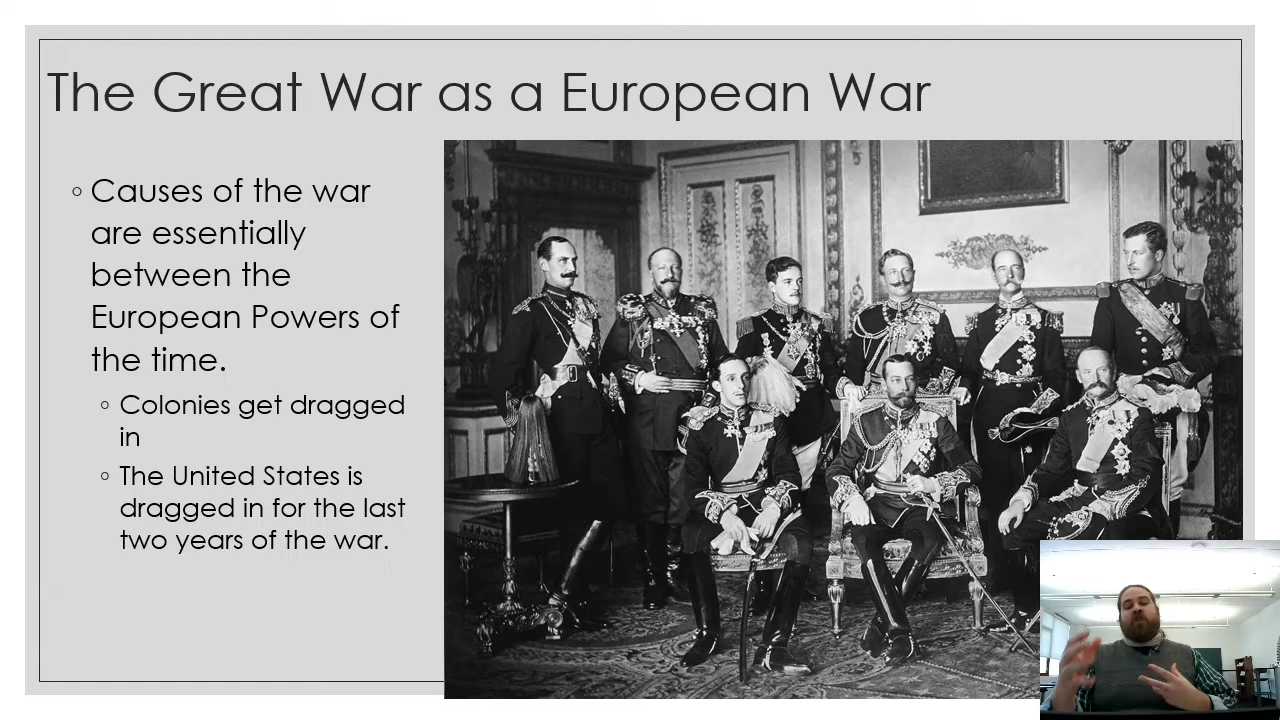 The Great War as a European War
◦ Causes of the war
are essentially
between the
European Powers of
the time.
◦ Colonies get dragged
in
◦ The United States is
dragged in for the last
two years of the war.